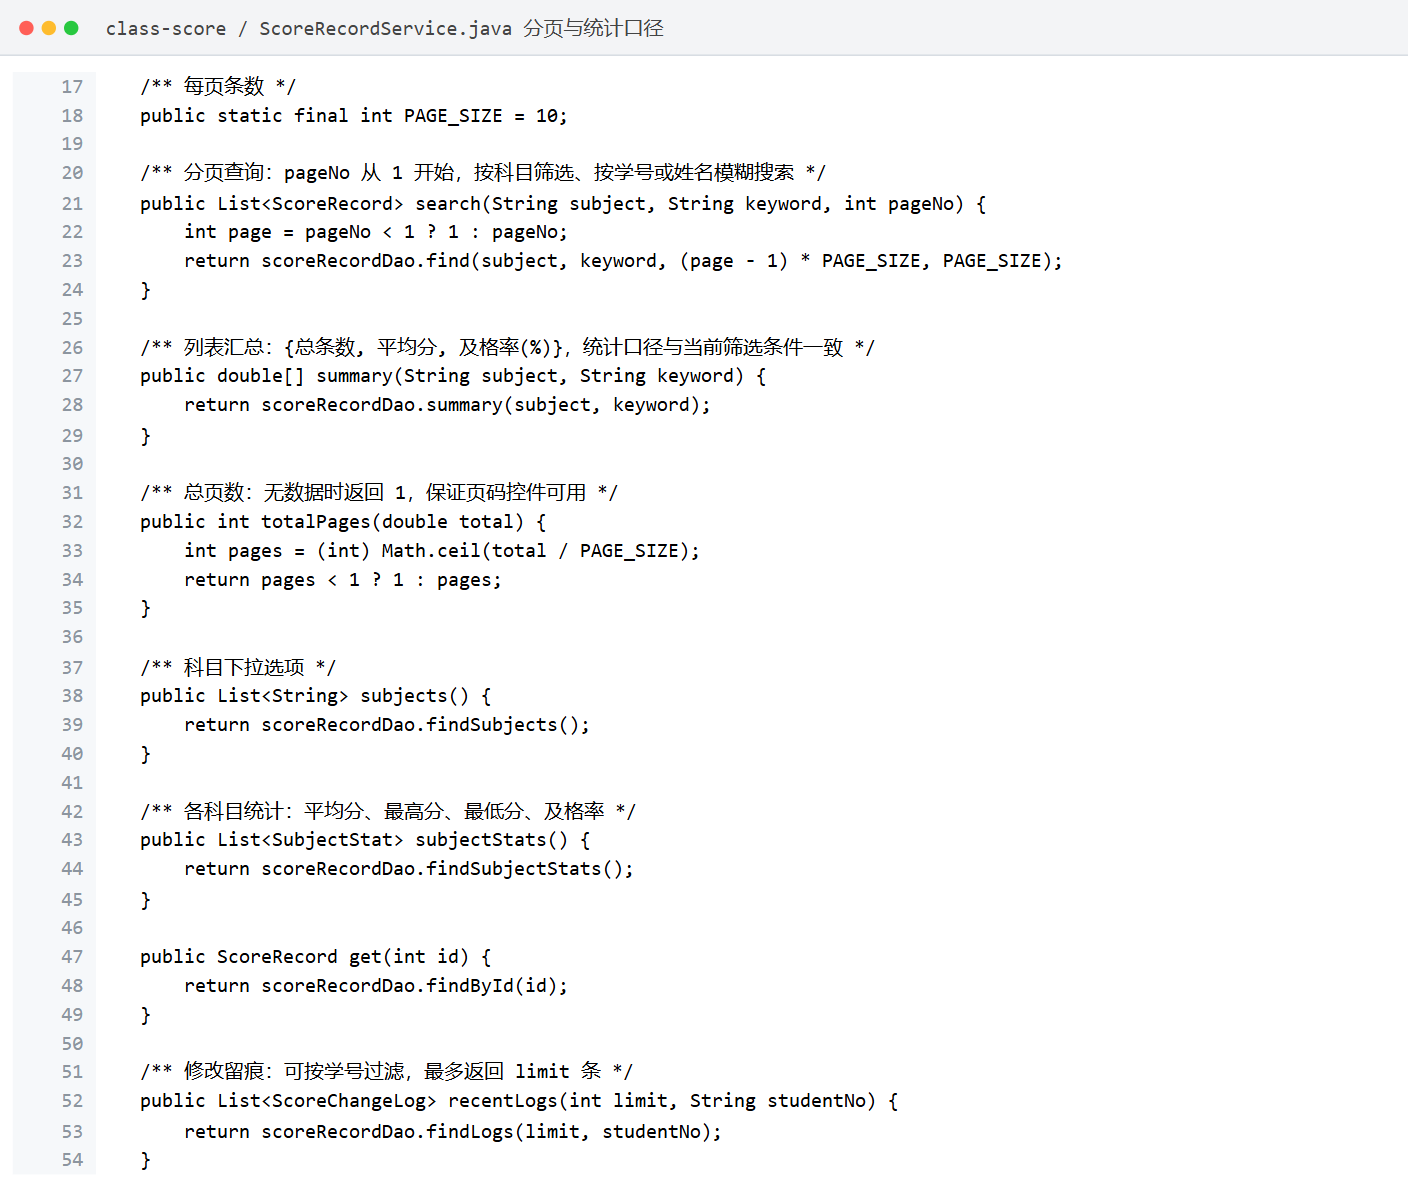 class-score / ScoreRecordService.java 分页与统计口径
17 /** 每页条数 */
18 public static final int PAGE_SIZE = 10;
19
20 /** 分页查询：pageNo 从 1 开始，按科目筛选、按学号或姓名模糊搜索 */
21 public List<ScoreRecord> search(String subject, String keyword, int pageNo) {
22     int page = pageNo < 1 ? 1 : pageNo;
23     return scoreRecordDao.find(subject, keyword, (page - 1) * PAGE_SIZE, PAGE_SIZE);
24 }
25
26 /** 列表汇总：{总条数, 平均分, 及格率(%)}，统计口径与当前筛选条件一致 */
27 public double[] summary(String subject, String keyword) {
28     return scoreRecordDao.summary(subject, keyword);
29 }
30
31 /** 总页数：无数据时返回 1，保证页码控件可用 */
32 public int totalPages(double total) {
33     int pages = (int) Math.ceil(total / PAGE_SIZE);
34     return pages < 1 ? 1 : pages;
35 }
36
37 /** 科目下拉选项 */
38 public List<String> subjects() {
39     return scoreRecordDao.findSubjects();
40 }
41
42 /** 各科目统计：平均分、最高分、最低分、及格率 */
43 public List<SubjectStat> subjectStats() {
44     return scoreRecordDao.findSubjectStats();
45 }
46
47 public ScoreRecord get(int id) {
48     return scoreRecordDao.findById(id);
49 }
50
51 /** 修改留痕：可按学号过滤，最多返回 limit 条 */
52 public List<ScoreChangeLog> recentLogs(int limit, String studentNo) {
53     return scoreRecordDao.findLogs(limit, studentNo);
54 }